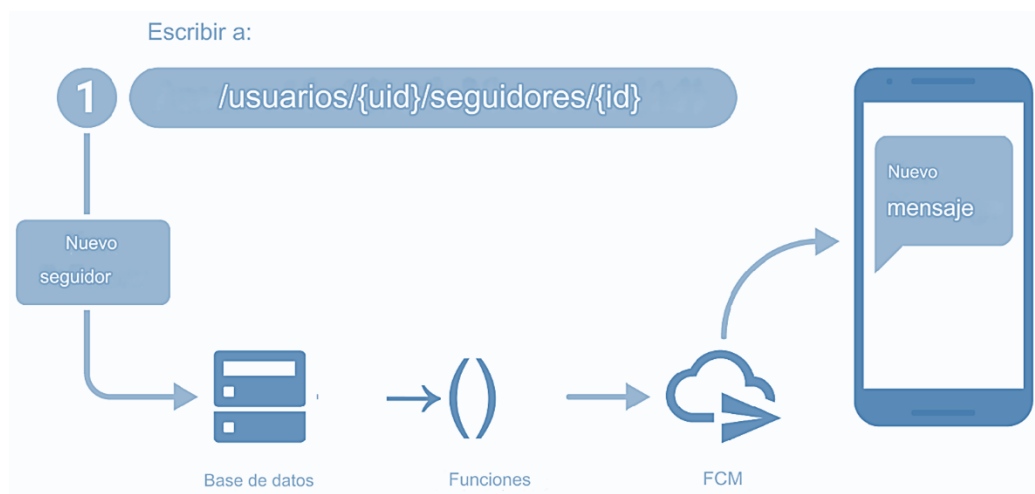 Escribir a:
1
/usuarios/{uid}/seguidores/{id}
Nuevo
mensaje
Nuevo
seguidor
Base de datos
Funciones
FCM